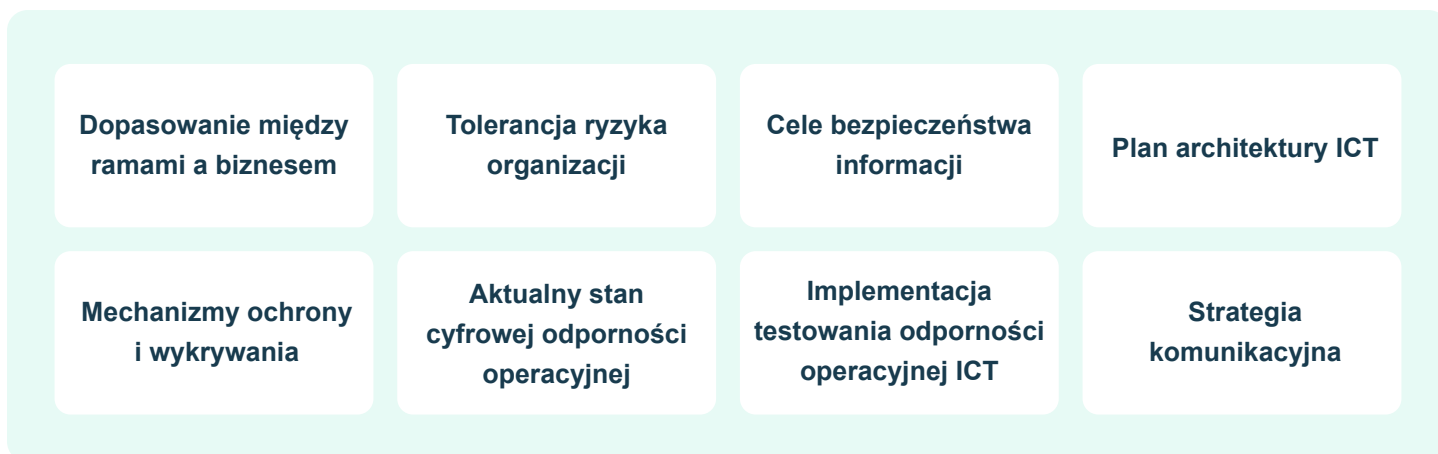 Dopasowanie między
ramami a biznesem
Tolerancja ryzyka
organizacji
Cele bezpieczeństwa
informacji
Plan architektury ICT
Mechanizmy ochrony
i wykrywania
Aktualny stan
cyfrowej odporności
operacyjnej
Implementacja
testowania odporności
operacyjnej ICT
Strategia
komunikacyjna